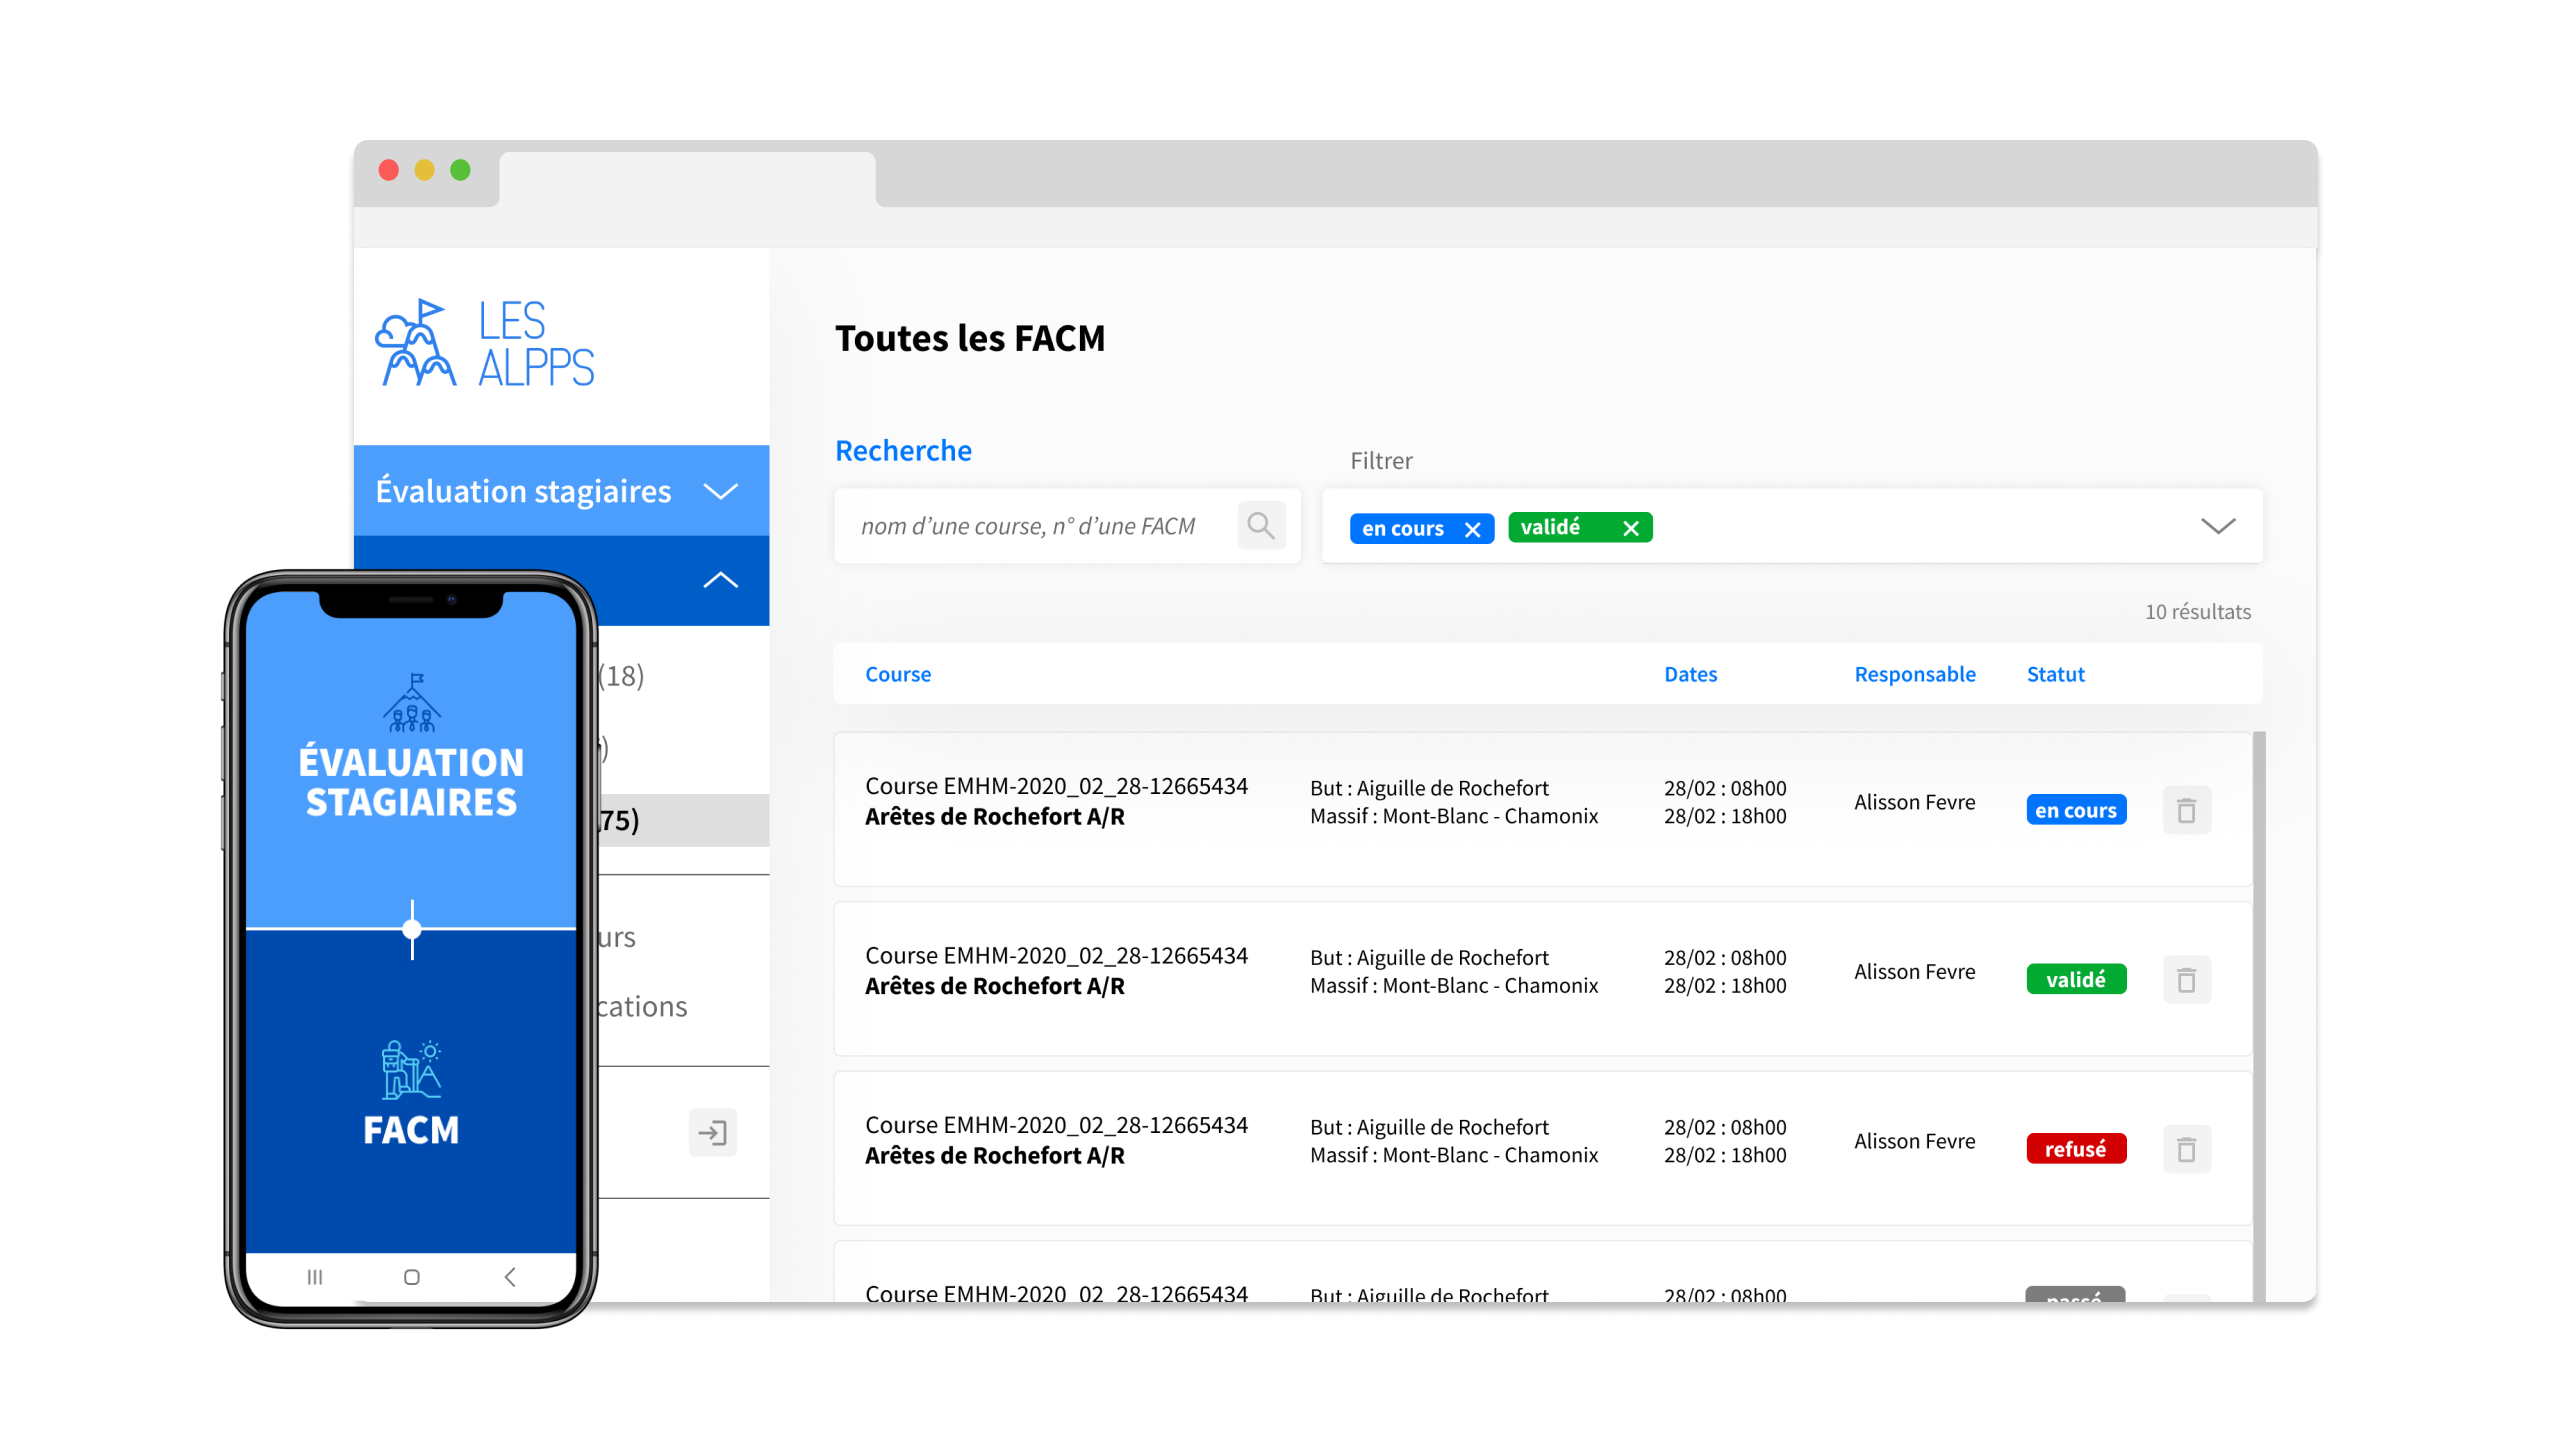 LES
ALPPS
Évaluation stagiaires
(18)
)
75)
urs
cations
ÉVALUATION
STAGIAIRES
FACM
Toutes les FACM
Recherche
nom d’une course, n° d’une FACM
Filtrer
en cours
validé
10 résultats
Course Dates Responsable Statut
Course EMHM-2020_02_28-12665434
Arêtes de Rochefort A/R
But : Aiguille de Rochefort
Massif : Mont-Blanc - Chamonix
28/02 : 08h00
28/02 : 18h00
Alisson Fevre
en cours
Course EMHM-2020_02_28-12665434
Arêtes de Rochefort A/R
But : Aiguille de Rochefort
Massif : Mont-Blanc - Chamonix
28/02 : 08h00
28/02 : 18h00
Alisson Fevre
validé
Course EMHM-2020_02_28-12665434
Arêtes de Rochefort A/R
But : Aiguille de Rochefort
Massif : Mont-Blanc - Chamonix
28/02 : 08h00
28/02 : 18h00
Alisson Fevre
refusé
Course EMHM-2020_02_28-12665434
But : Aiguille de Rochefort
28/02 : 08h00
passé